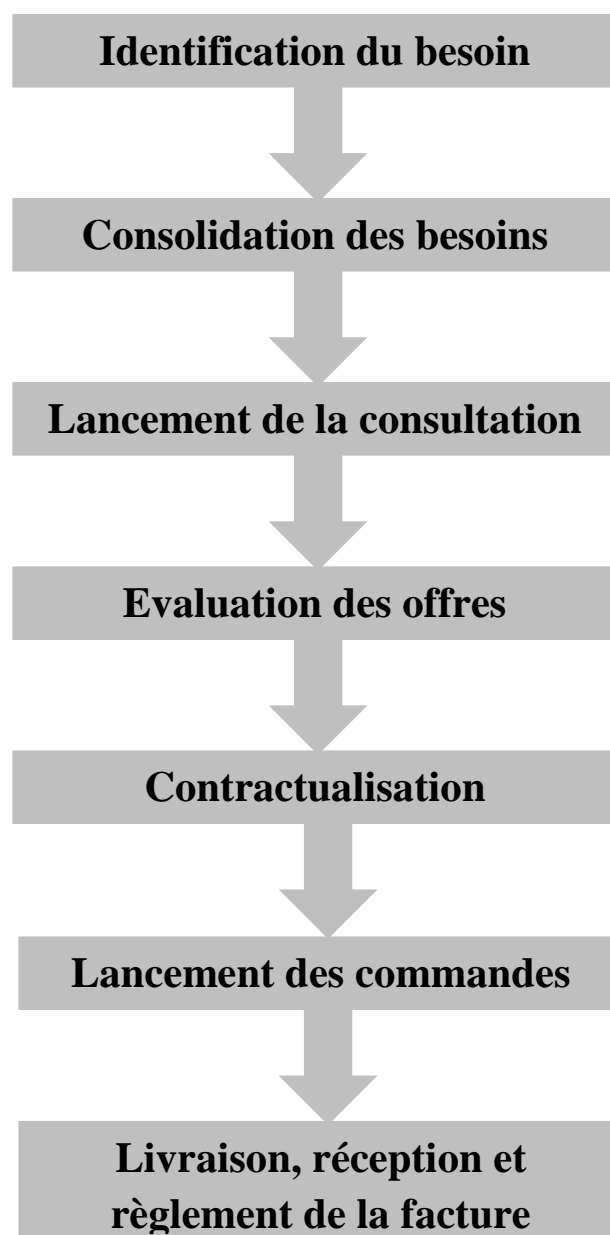 Identification du besoin
Consolidation des besoins
Lancement de la consultation
Evaluation des offres
Contractualisation
Lancement des commandes
Livraison, réception et
règlement de la facture